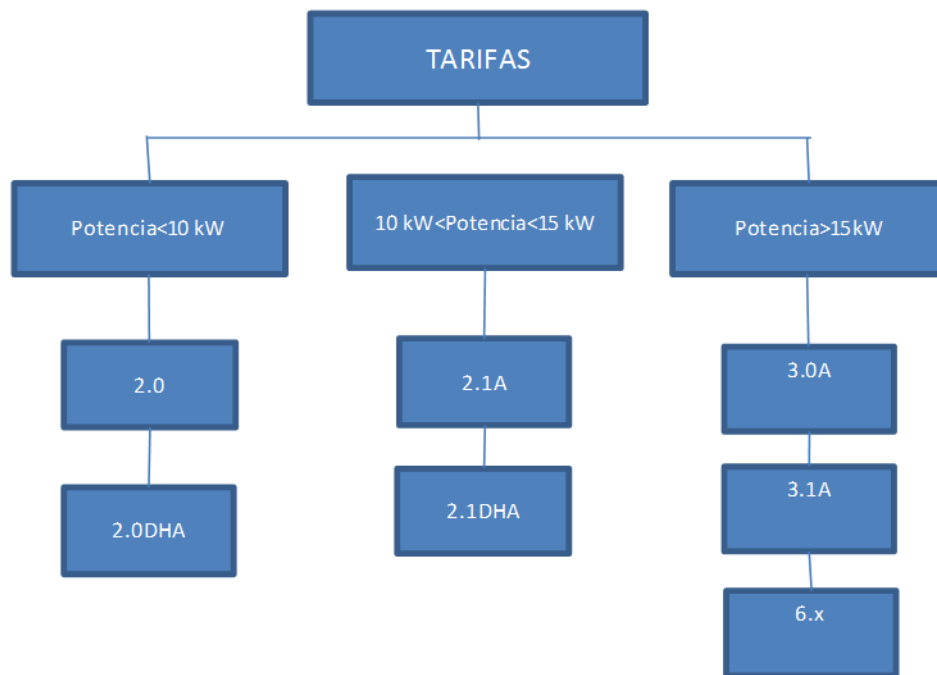 TARIFAS
Potencia<10 kW
10 kW<Potencia<15 kW
Potencia>15kW
2.0
2.1A
3.0A
2.0DHA
2.1DHA
3.1A
6.x